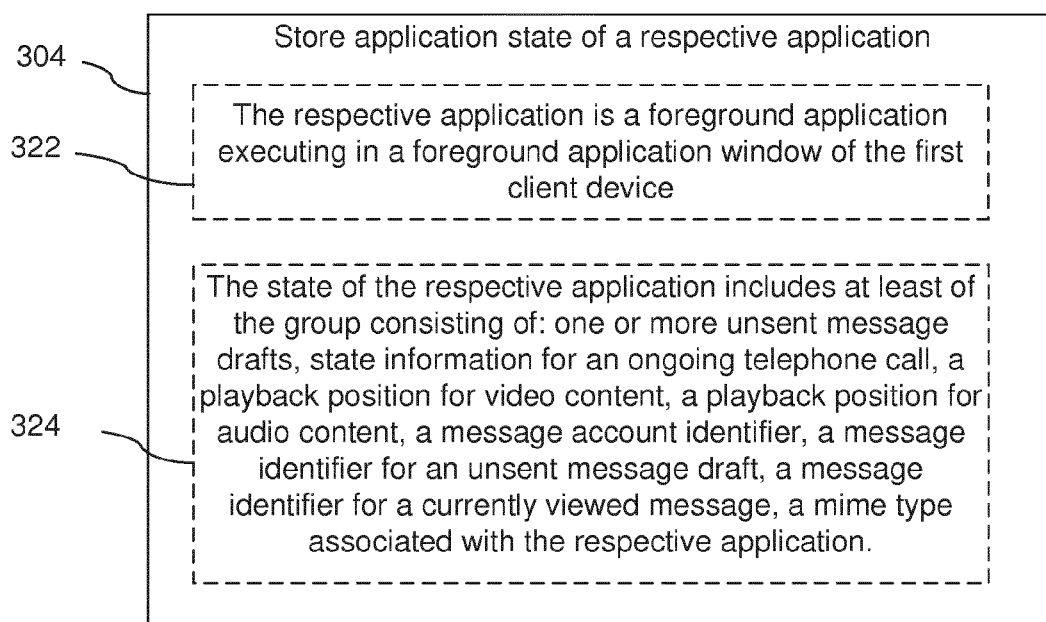 Store application state of a respective application
304
The respective application is a foreground application
executing in a foreground application window of the first
client device
322
The state of the respective application includes at least of
the group consisting of: one or more unsent message
drafts, state information for an ongoing telephone call, a
playback position for video content, a playback position for
audio content, a message account identifier, a message
identifier for an unsent message draft, a message
identifier for a currently viewed message, a mime type
associated with the respective application.
324